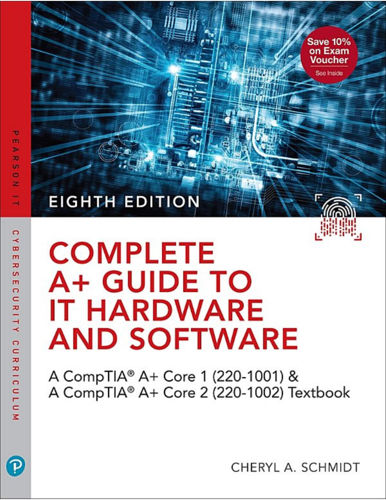 Save 10%
on Exam
Voucher
See Inside
EIGHTH EDITION
COMPLETE
A+ GUIDE TO
IT HARDWARE
AND SOFTWARE
A CompTIA® A+ Core 1 (220-1001) &
A CompTIA® A+ Core 2 (220-1002) Textbook
CHERYL A. SCHMIDT
PEARSON IT
CYBERSECURITY CURRICULUM
P